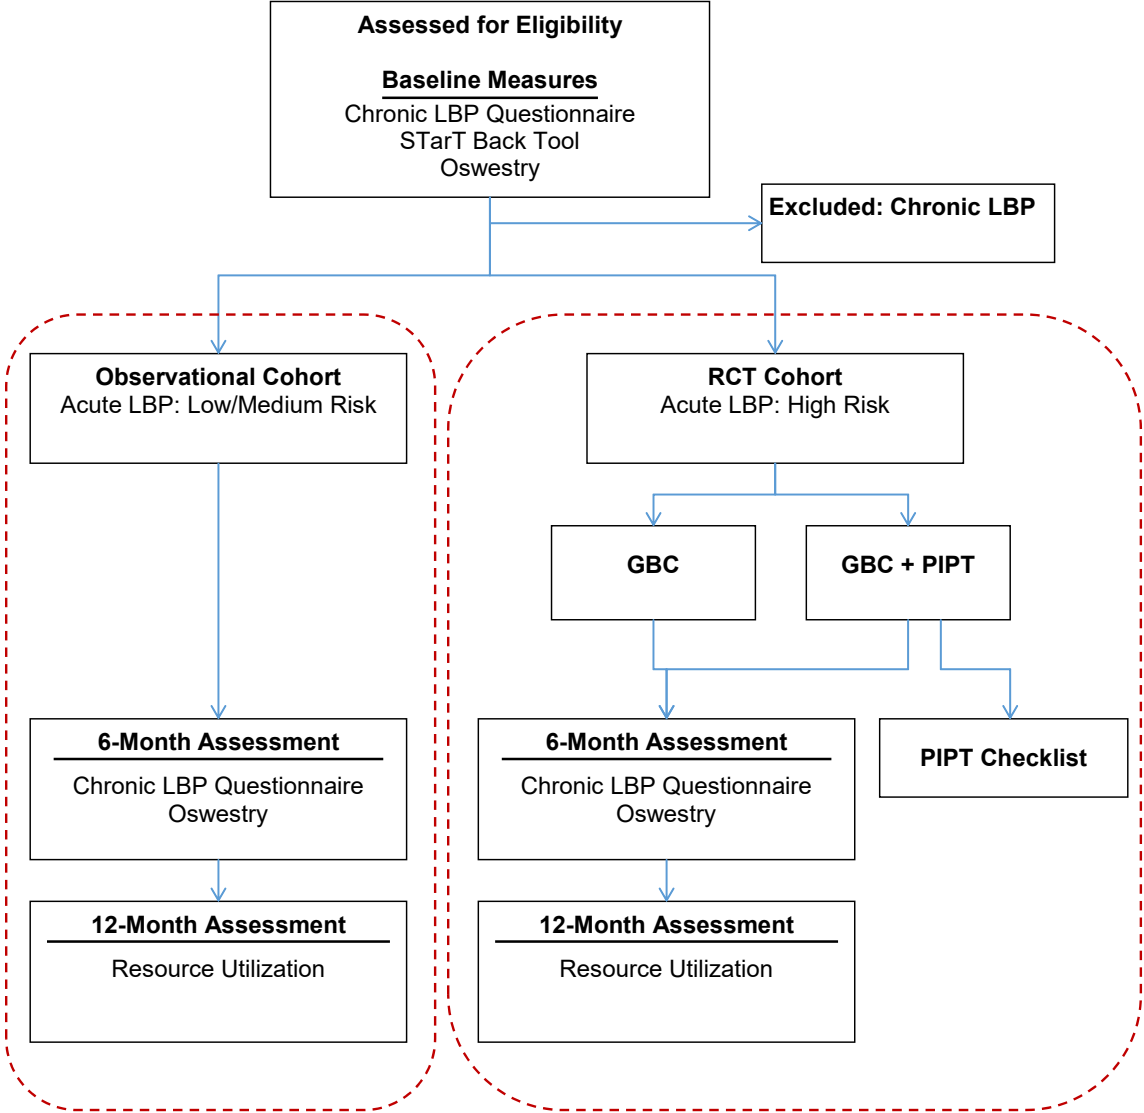 Assessed for Eligibility
Baseline Measures
Chronic LBP Questionnaire
STarT Back Tool
Oswestry
Excluded: Chronic LBP
Observational Cohort
Acute LBP: Low/Medium Risk
RCT Cohort
Acute LBP: High Risk
GBC
GBC + PIPT
6-Month Assessment
Chronic LBP Questionnaire
Oswestry
6-Month Assessment
Chronic LBP Questionnaire
Oswestry
PIPT Checklist
12-Month Assessment
Resource Utilization
12-Month Assessment
Resource Utilization